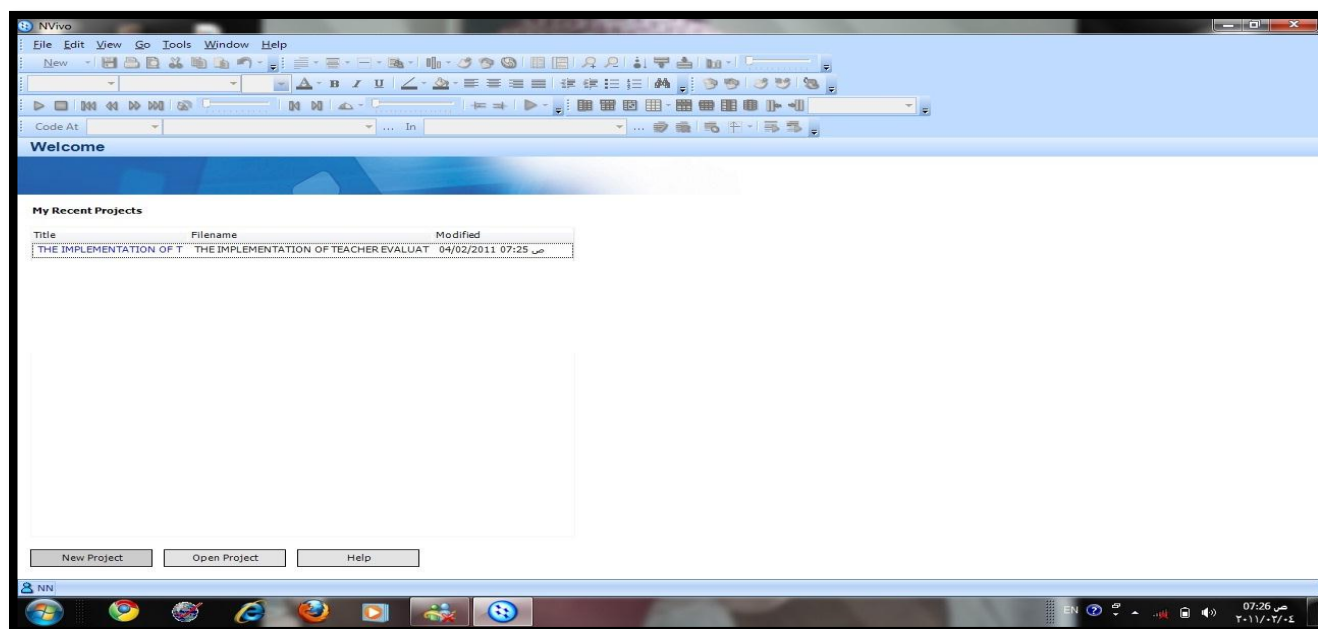 NVivo
File Edit View Go Tools Window Help
New
B I U
Code At ... In ...
Welcome
My Recent Projects
Title Filename Modified
THE IMPLEMENTATION OF T THE IMPLEMENTATION OF TEACHER EVALUAT 04/02/2011 07:25 ص
New Project Open Project Help
NN
EN 07:26 ص
٢٠١١/٠٢/٠٤